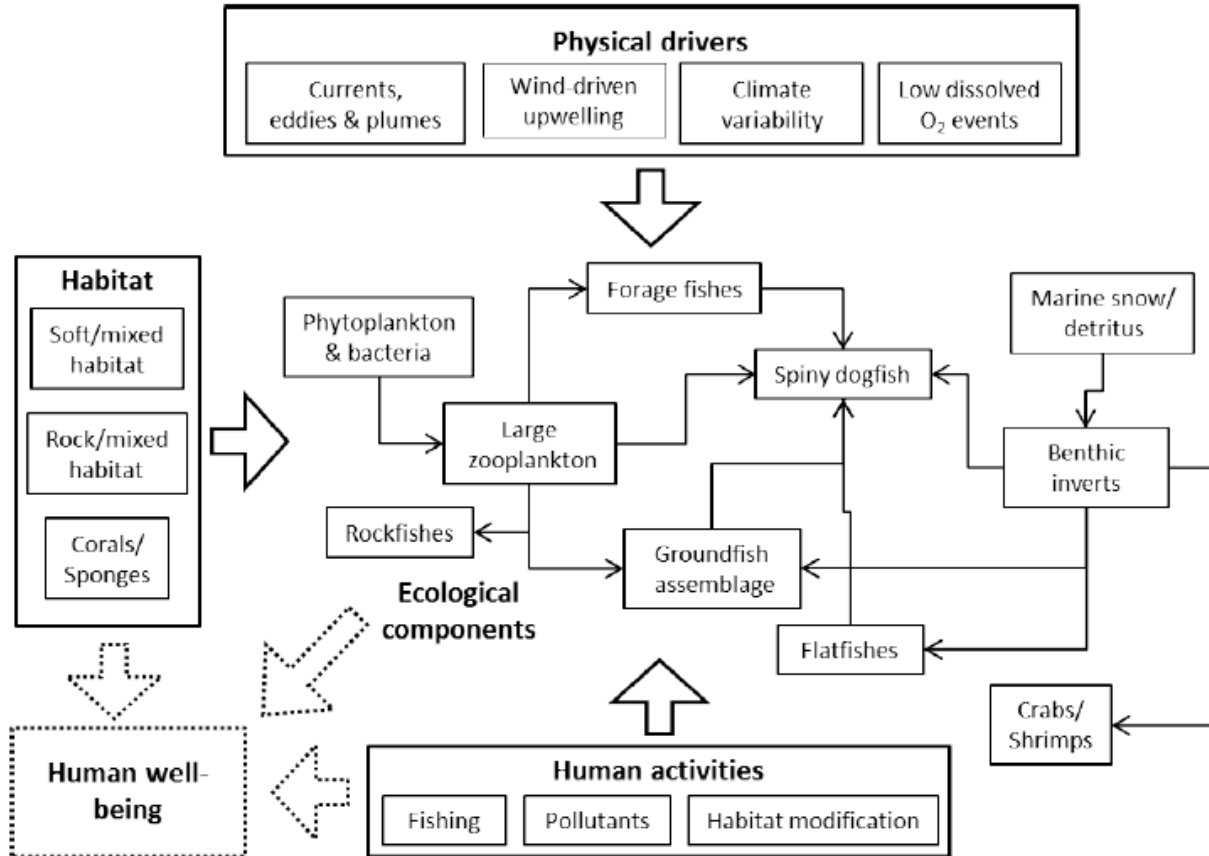 Physical drivers
Currents,
eddies & plumes
Wind-driven
upwelling
Climate
variability
Low dissolved
O₂ events
Habitat
Soft/mixed
habitat
Rock/mixed
habitat
Corals/
Sponges
Phytoplankton
& bacteria
Forage fishes
Marine snow/
detritus
Spiny dogfish
Large
zooplankton
Benthic
inverts
Rockfishes
Groundfish
assemblage
Ecological
components
Flatfishes
Crabs/
Shrimps
Human well-
being
Human activities
Fishing
Pollutants
Habitat modification